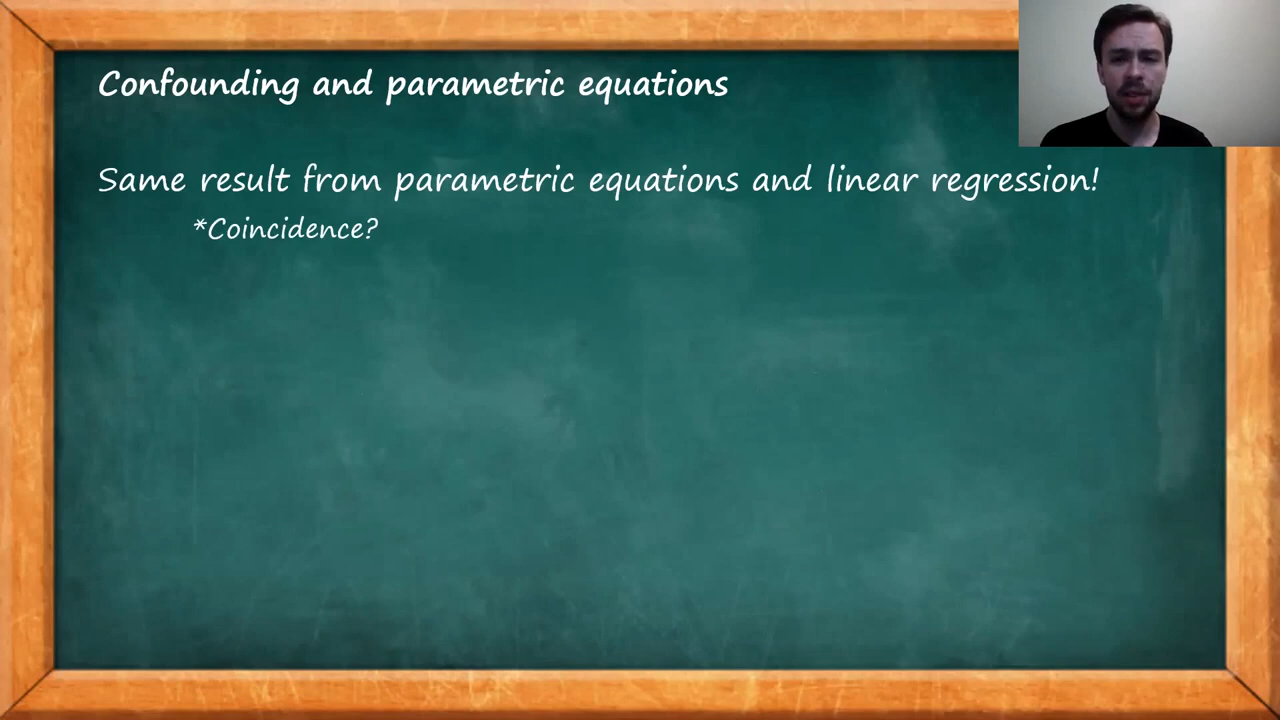 Confounding and parametric equations
Same result from parametric equations and linear regression!
*Coincidence?